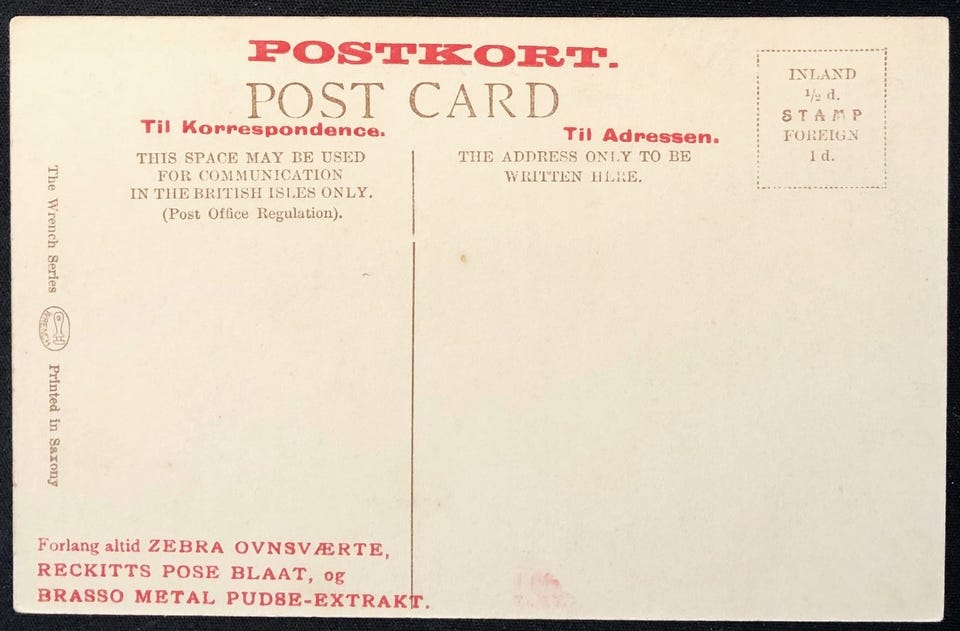 POSTKORT.
POST CARD
Til Korrespondence.
THIS SPACE MAY BE USED
FOR COMMUNICATION
IN THE BRITISH ISLES ONLY.
(Post Office Regulation).
Til Adressen.
THE ADDRESS ONLY TO BE
WRITTEN HERE.
INLAND
½ d.
STAMP
FOREIGN
1 d.
The Wrench Series
WRENCH
Printed in Saxony
Forlang altid ZEBRA OVNSVÆRTE,
RECKITTS POSE BLAAT, og
BRASSO METAL PUDSE-EXTRAKT.